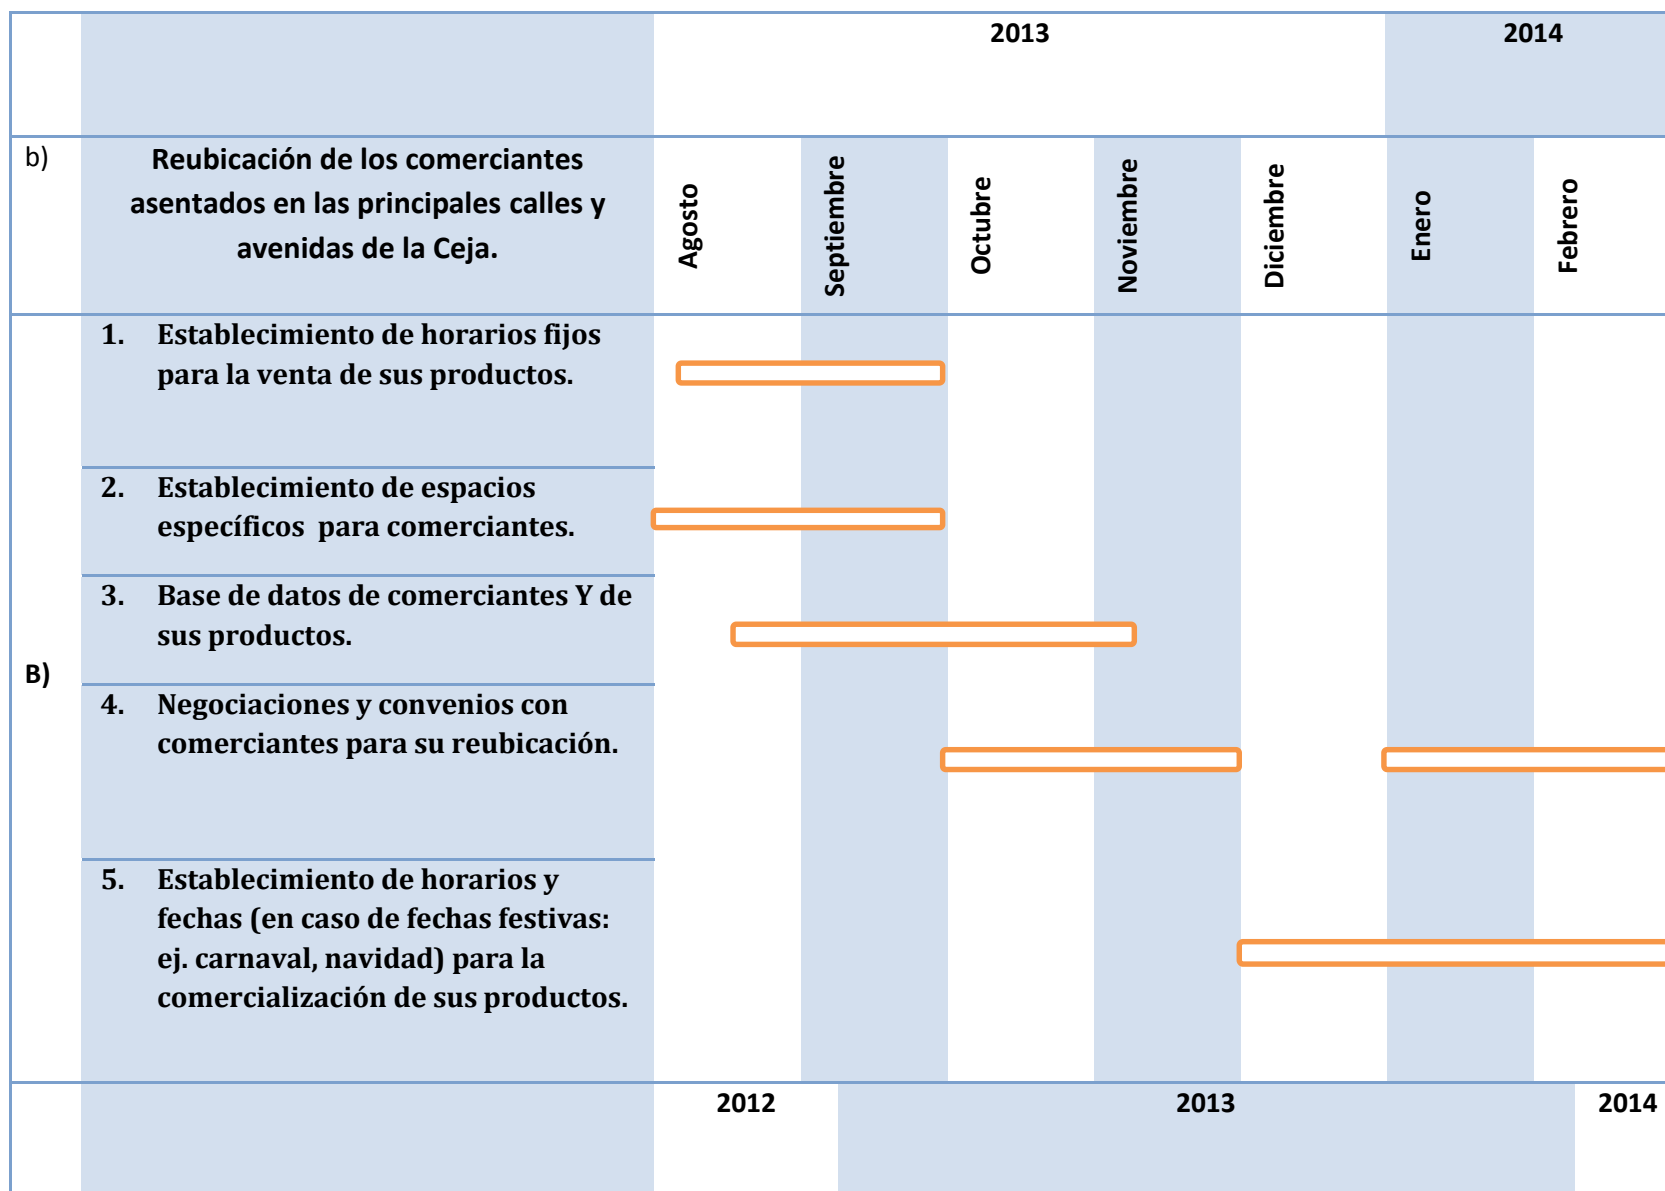 2013
2014
b)
Reubicación de los comerciantes
asentados en las principales calles y
avenidas de la Ceja.
Agosto
Septiembre
Octubre
Noviembre
Diciembre
Enero
Febrero
B)
1. Establecimiento de horarios fijos
para la venta de sus productos.
2. Establecimiento de espacios
específicos para comerciantes.
3. Base de datos de comerciantes Y de
sus productos.
4. Negociaciones y convenios con
comerciantes para su reubicación.
5. Establecimiento de horarios y
fechas (en caso de fechas festivas:
ej. carnaval, navidad) para la
comercialización de sus productos.
2012
2013
2014